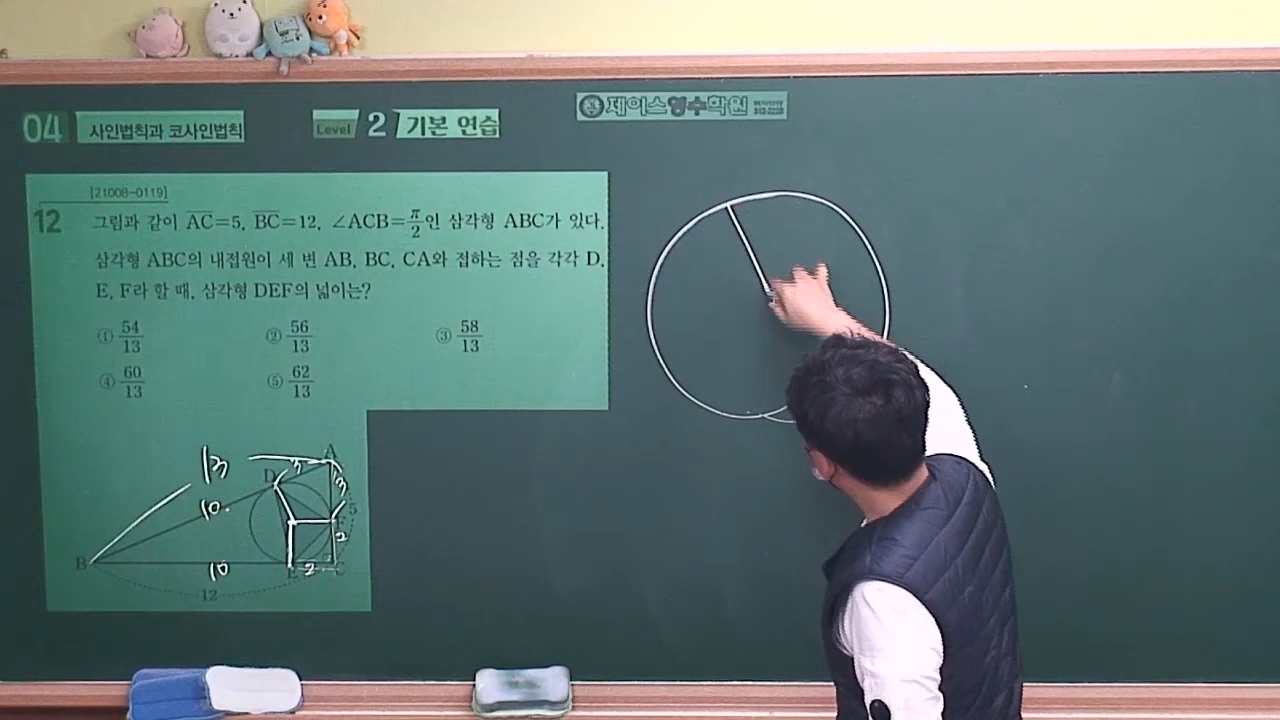 제이스영수학원
04 사인법칙과 코사인법칙 Level 2 기본 연습
[21008-0119]
12 그림과 같이 AC=5, BC=12, ∠ACB=π/2인 삼각형 ABC가 있다.
삼각형 ABC의 내접원이 세 변 AB, BC, CA와 접하는 점을 각각 D,
E, F라 할 때, 삼각형 DEF의 넓이는?
① 54/13 ② 56/13 ③ 58/13
④ 60/13 ⑤ 62/13
13 A
D 3 3
10 5
F 2
B 10 E 2 C
12